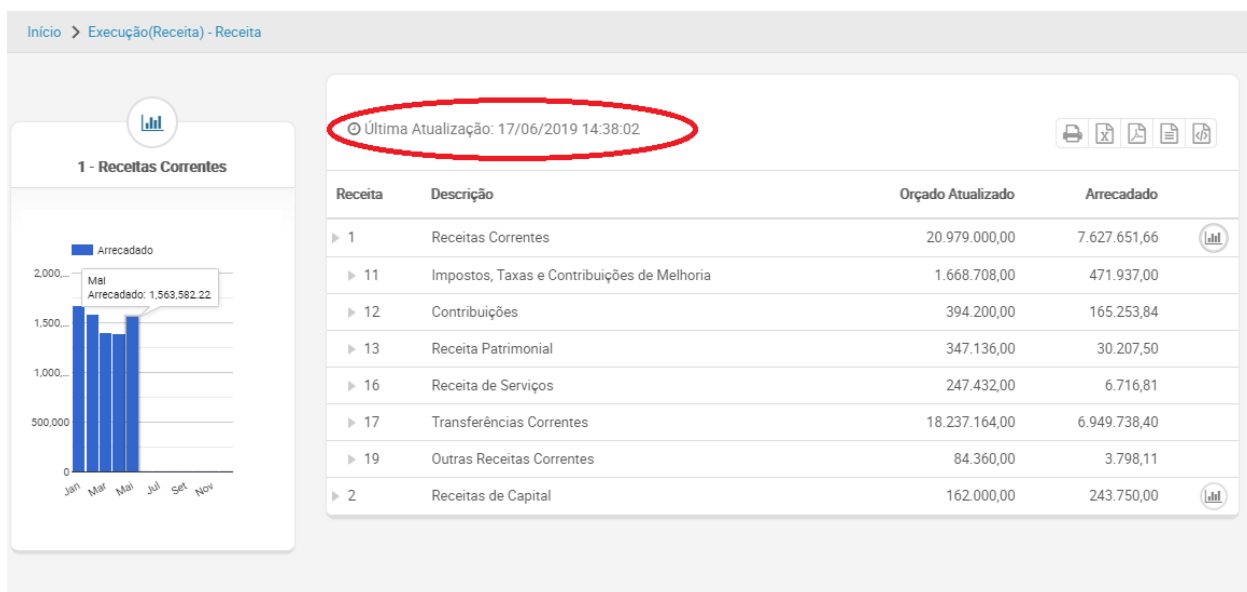 Início > Execução(Receita) - Receita
1 - Receitas Correntes
Arrecadado
2,000,...
1,500,...
1,000,...
500,000
0
Mai
Arrecadado: 1,563,582.22
Jan Mar Mai Jul Set Nov
Última Atualização: 17/06/2019 14:38:02
Receita Descrição Orçado Atualizado Arrecadado
1 Receitas Correntes 20.979.000,00 7.627.651,66
11 Impostos, Taxas e Contribuições de Melhoria 1.668.708,00 471.937,00
12 Contribuições 394.200,00 165.253,84
13 Receita Patrimonial 347.136,00 30.207,50
16 Receita de Serviços 247.432,00 6.716,81
17 Transferências Correntes 18.237.164,00 6.949.738,40
19 Outras Receitas Correntes 84.360,00 3.798,11
2 Receitas de Capital 162.000,00 243.750,00